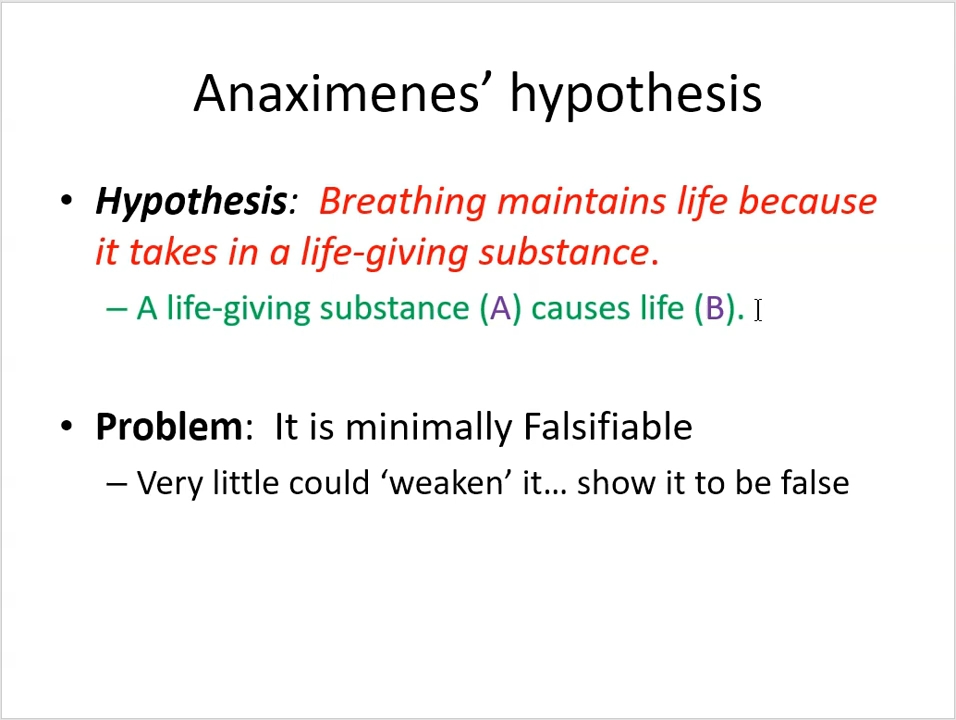 Anaximenes’ hypothesis
• Hypothesis: Breathing maintains life because
it takes in a life-giving substance.
– A life-giving substance (A) causes life (B).
• Problem: It is minimally Falsifiable
– Very little could ‘weaken’ it… show it to be false